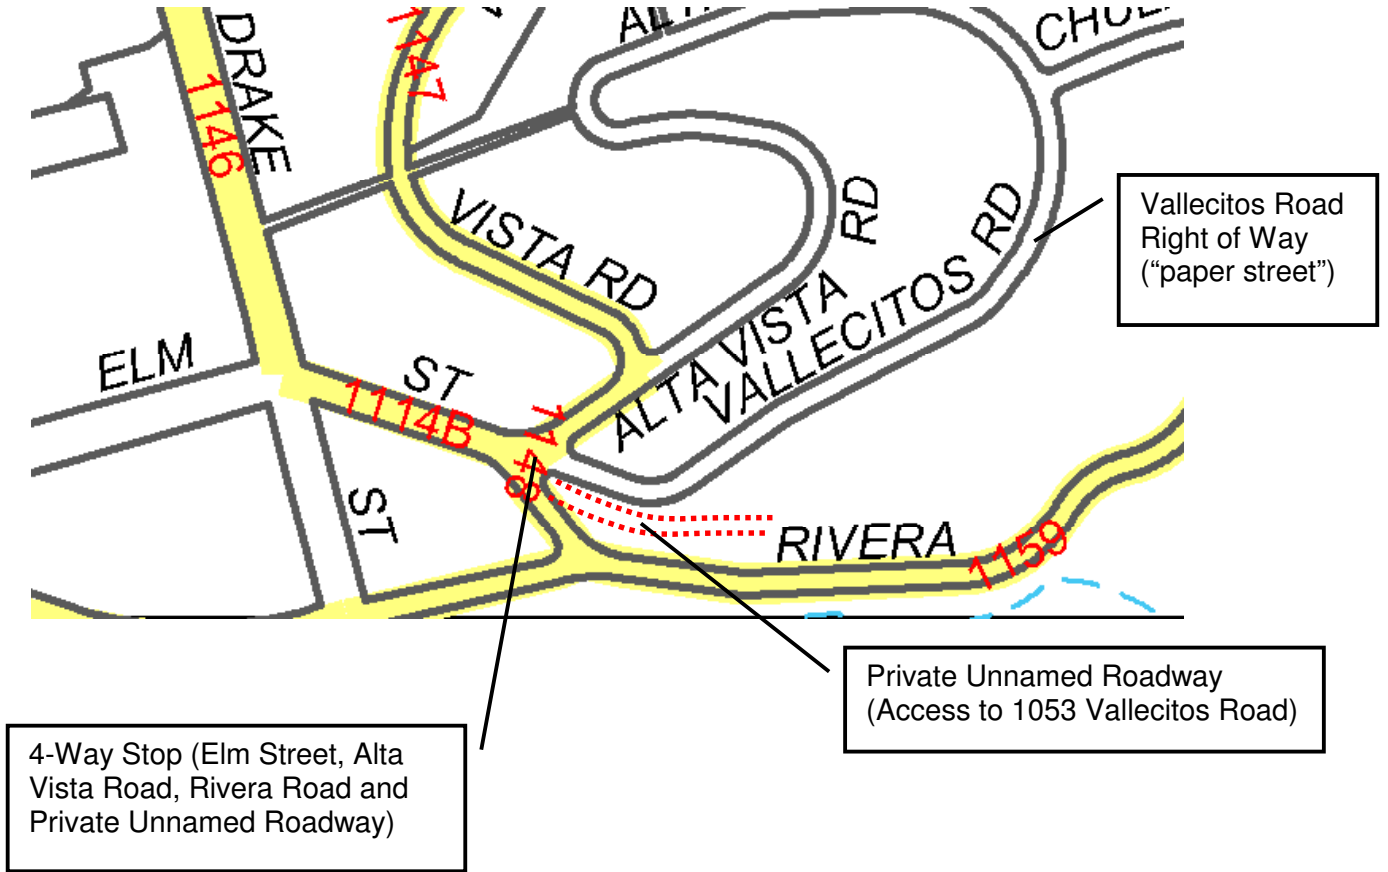 DRAKE
1146
1147
VISTA RD
RD
ALTA VISTA
VALLECITOS RD
Vallecitos Road
Right of Way
(“paper street”)
ELM
ST
1114B
ST
RIVERA
1159
Private Unnamed Roadway
(Access to 1053 Vallecitos Road)
4-Way Stop (Elm Street, Alta
Vista Road, Rivera Road and
Private Unnamed Roadway)